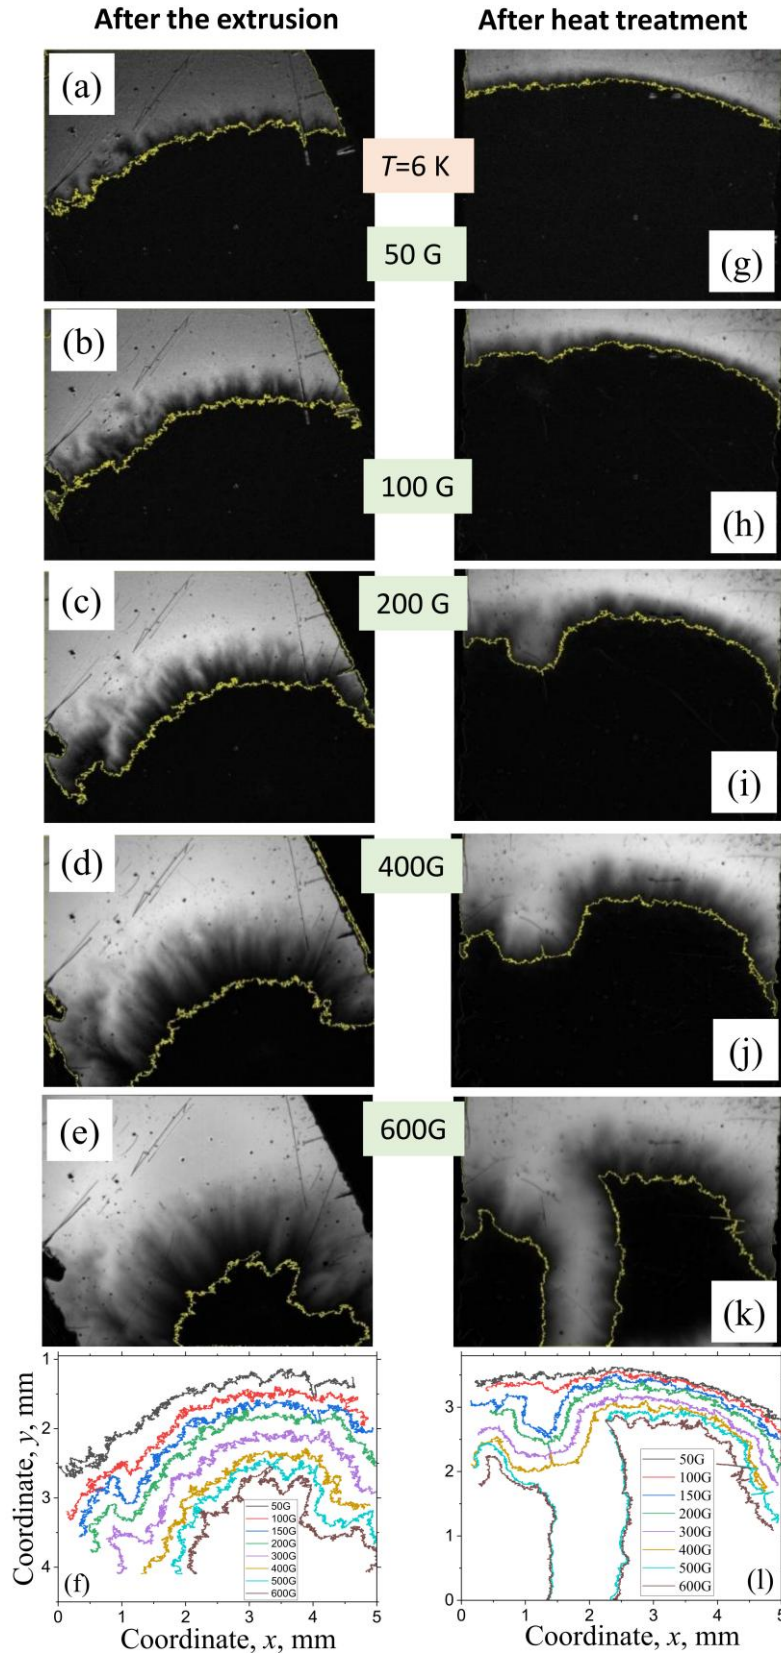 After the extrusion
After heat treatment
(a)
T=6 K
50 G
(g)
(b)
100 G
(h)
(c)
200 G
(i)
(d)
400G
(j)
(e)
600G
(k)
1
2
3
4
Coordinate, y, mm
(f)
50G
100G
150G
200G
300G
400G
500G
600G
0
1
2
3
4
5
Coordinate, x, mm
3
2
1
0
50G
100G
150G
200G
300G
400G
500G
600G
(l)
0
1
2
3
4
5
Coordinate, x, mm